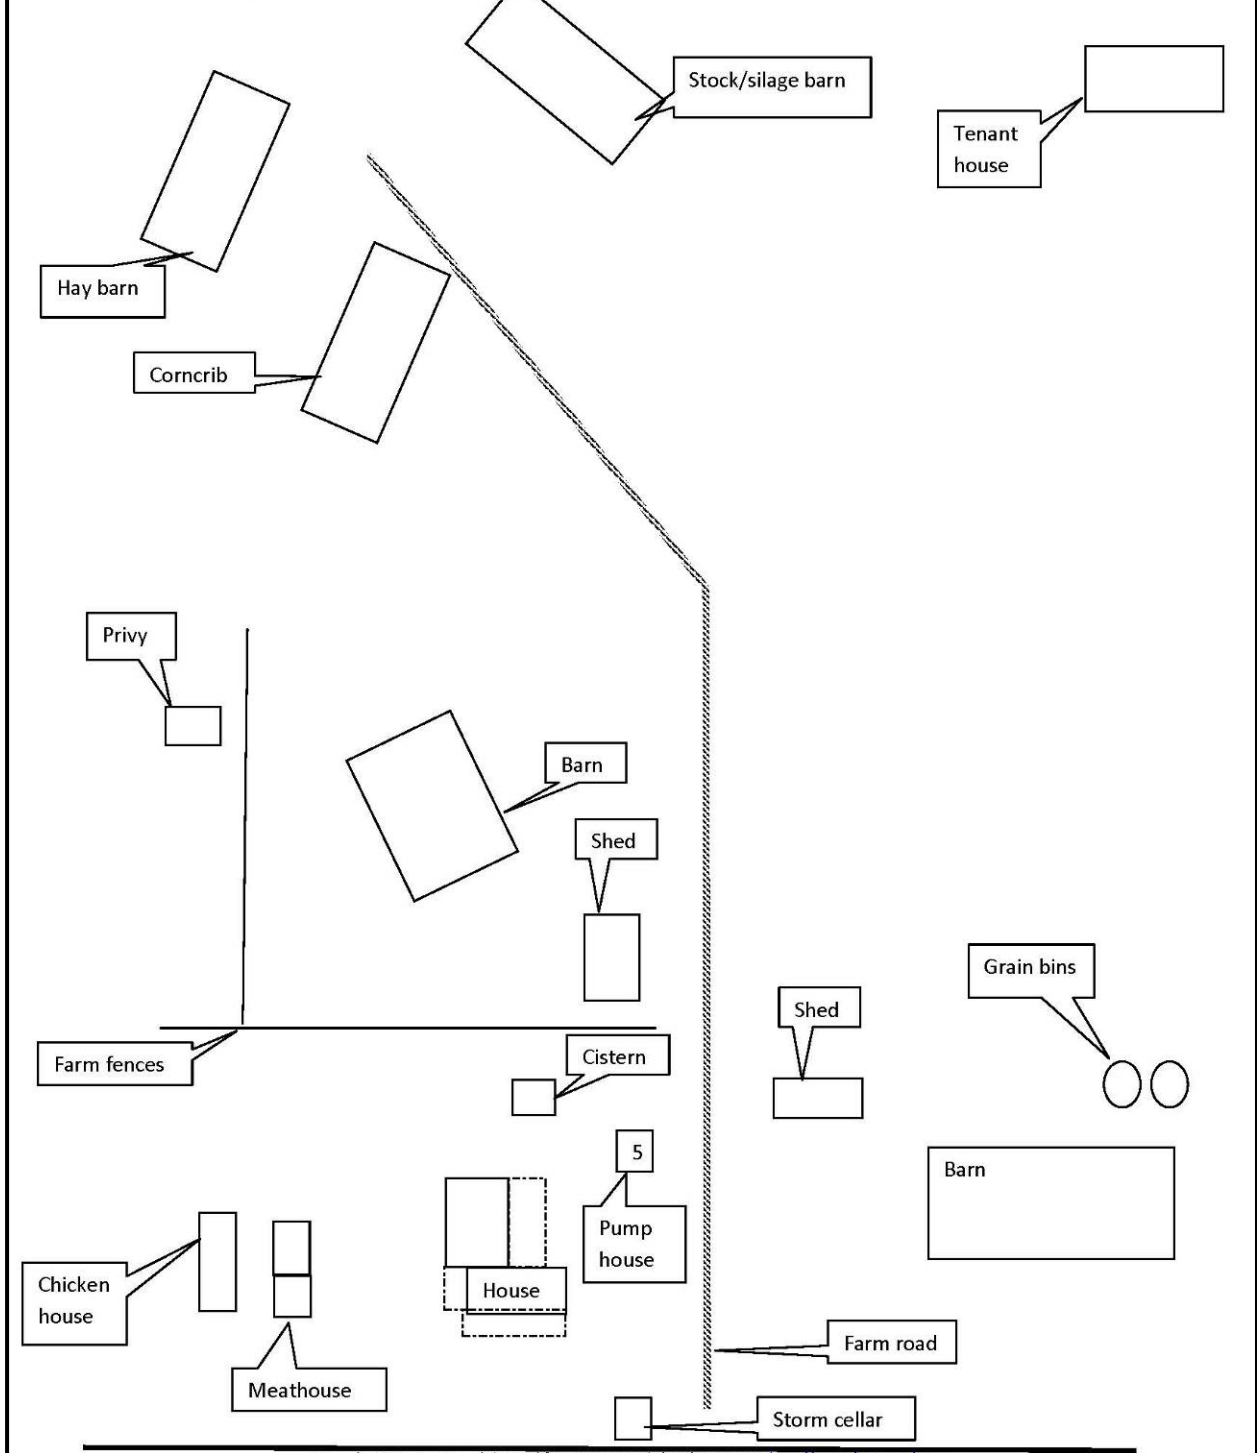 Stock/silage barn
Tenant
house
Hay barn
Corncrib
Privy
Barn
Shed
Grain bins
Shed
Cistern
Farm fences
5
Barn
Pump
house
Chicken
house
House
Farm road
Meathouse
Storm cellar